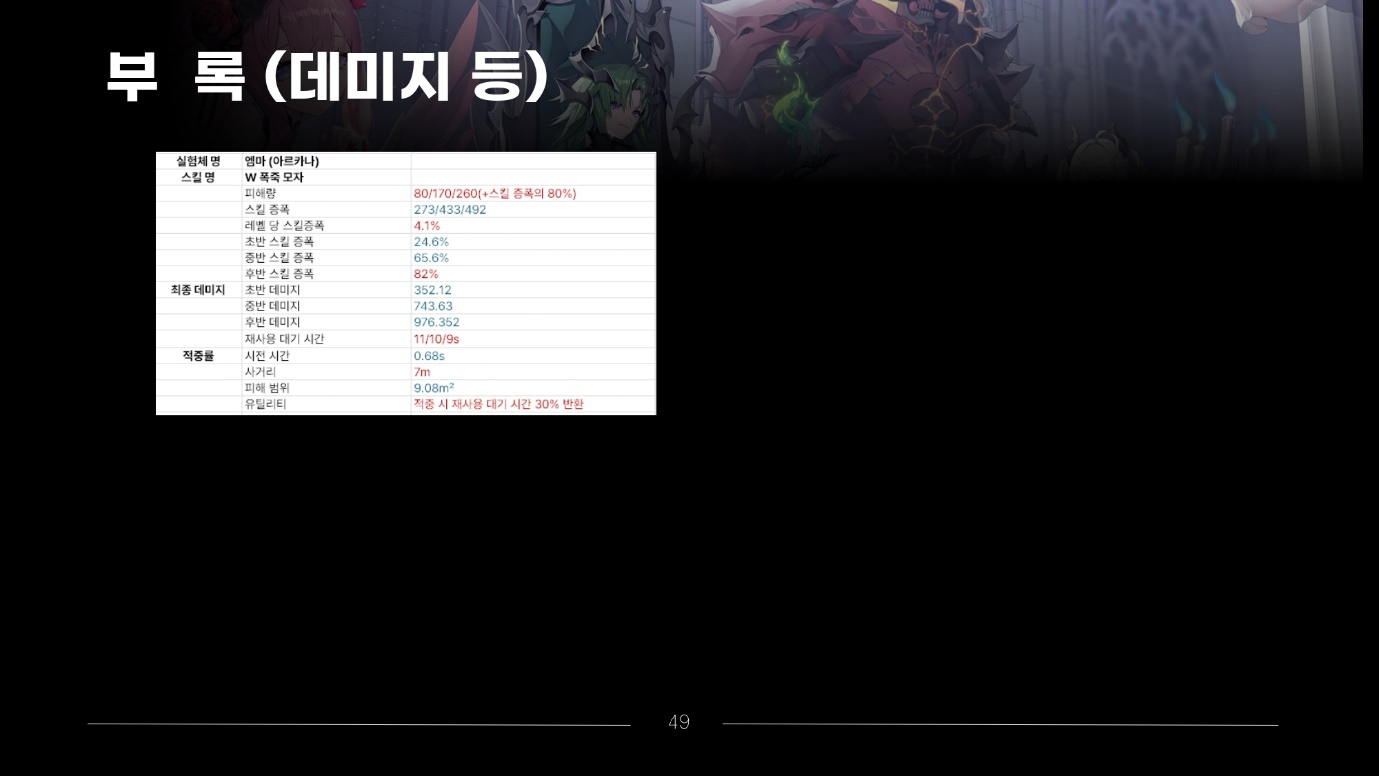 부 록 (데미지 등)
실험체 명 엠마 (아르카나)
스킬 명 W 폭죽 모자
피해량 80/170/260(+스킬 증폭의 80%)
스킬 증폭 273/433/492
레벨 당 스킬증폭 4.1%
초반 스킬 증폭 24.6%
중반 스킬 증폭 65.6%
후반 스킬 증폭 82%
최종 데미지 초반 데미지 352.12
중반 데미지 743.63
후반 데미지 976.352
재사용 대기 시간 11/10/9s
적중률 시전 시간 0.68s
사거리 7m
피해 범위 9.08m²
유틸리티 적중 시 재사용 대기 시간 30% 반환
49